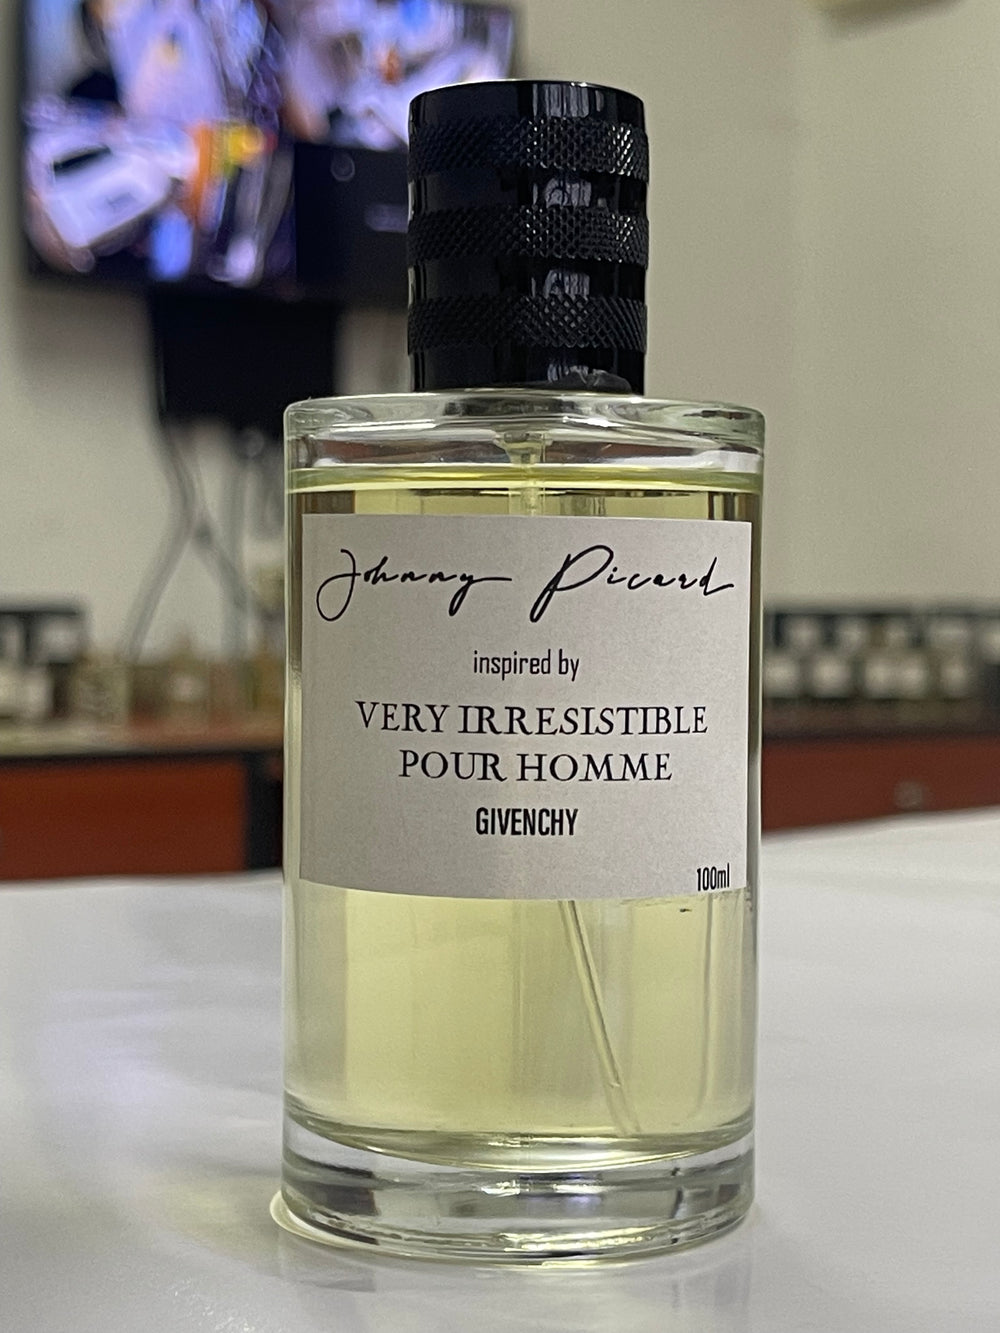 Johnny Picard
inspired by
VERY IRRESISTIBLE
POUR HOMME
GIVENCHY
100ml